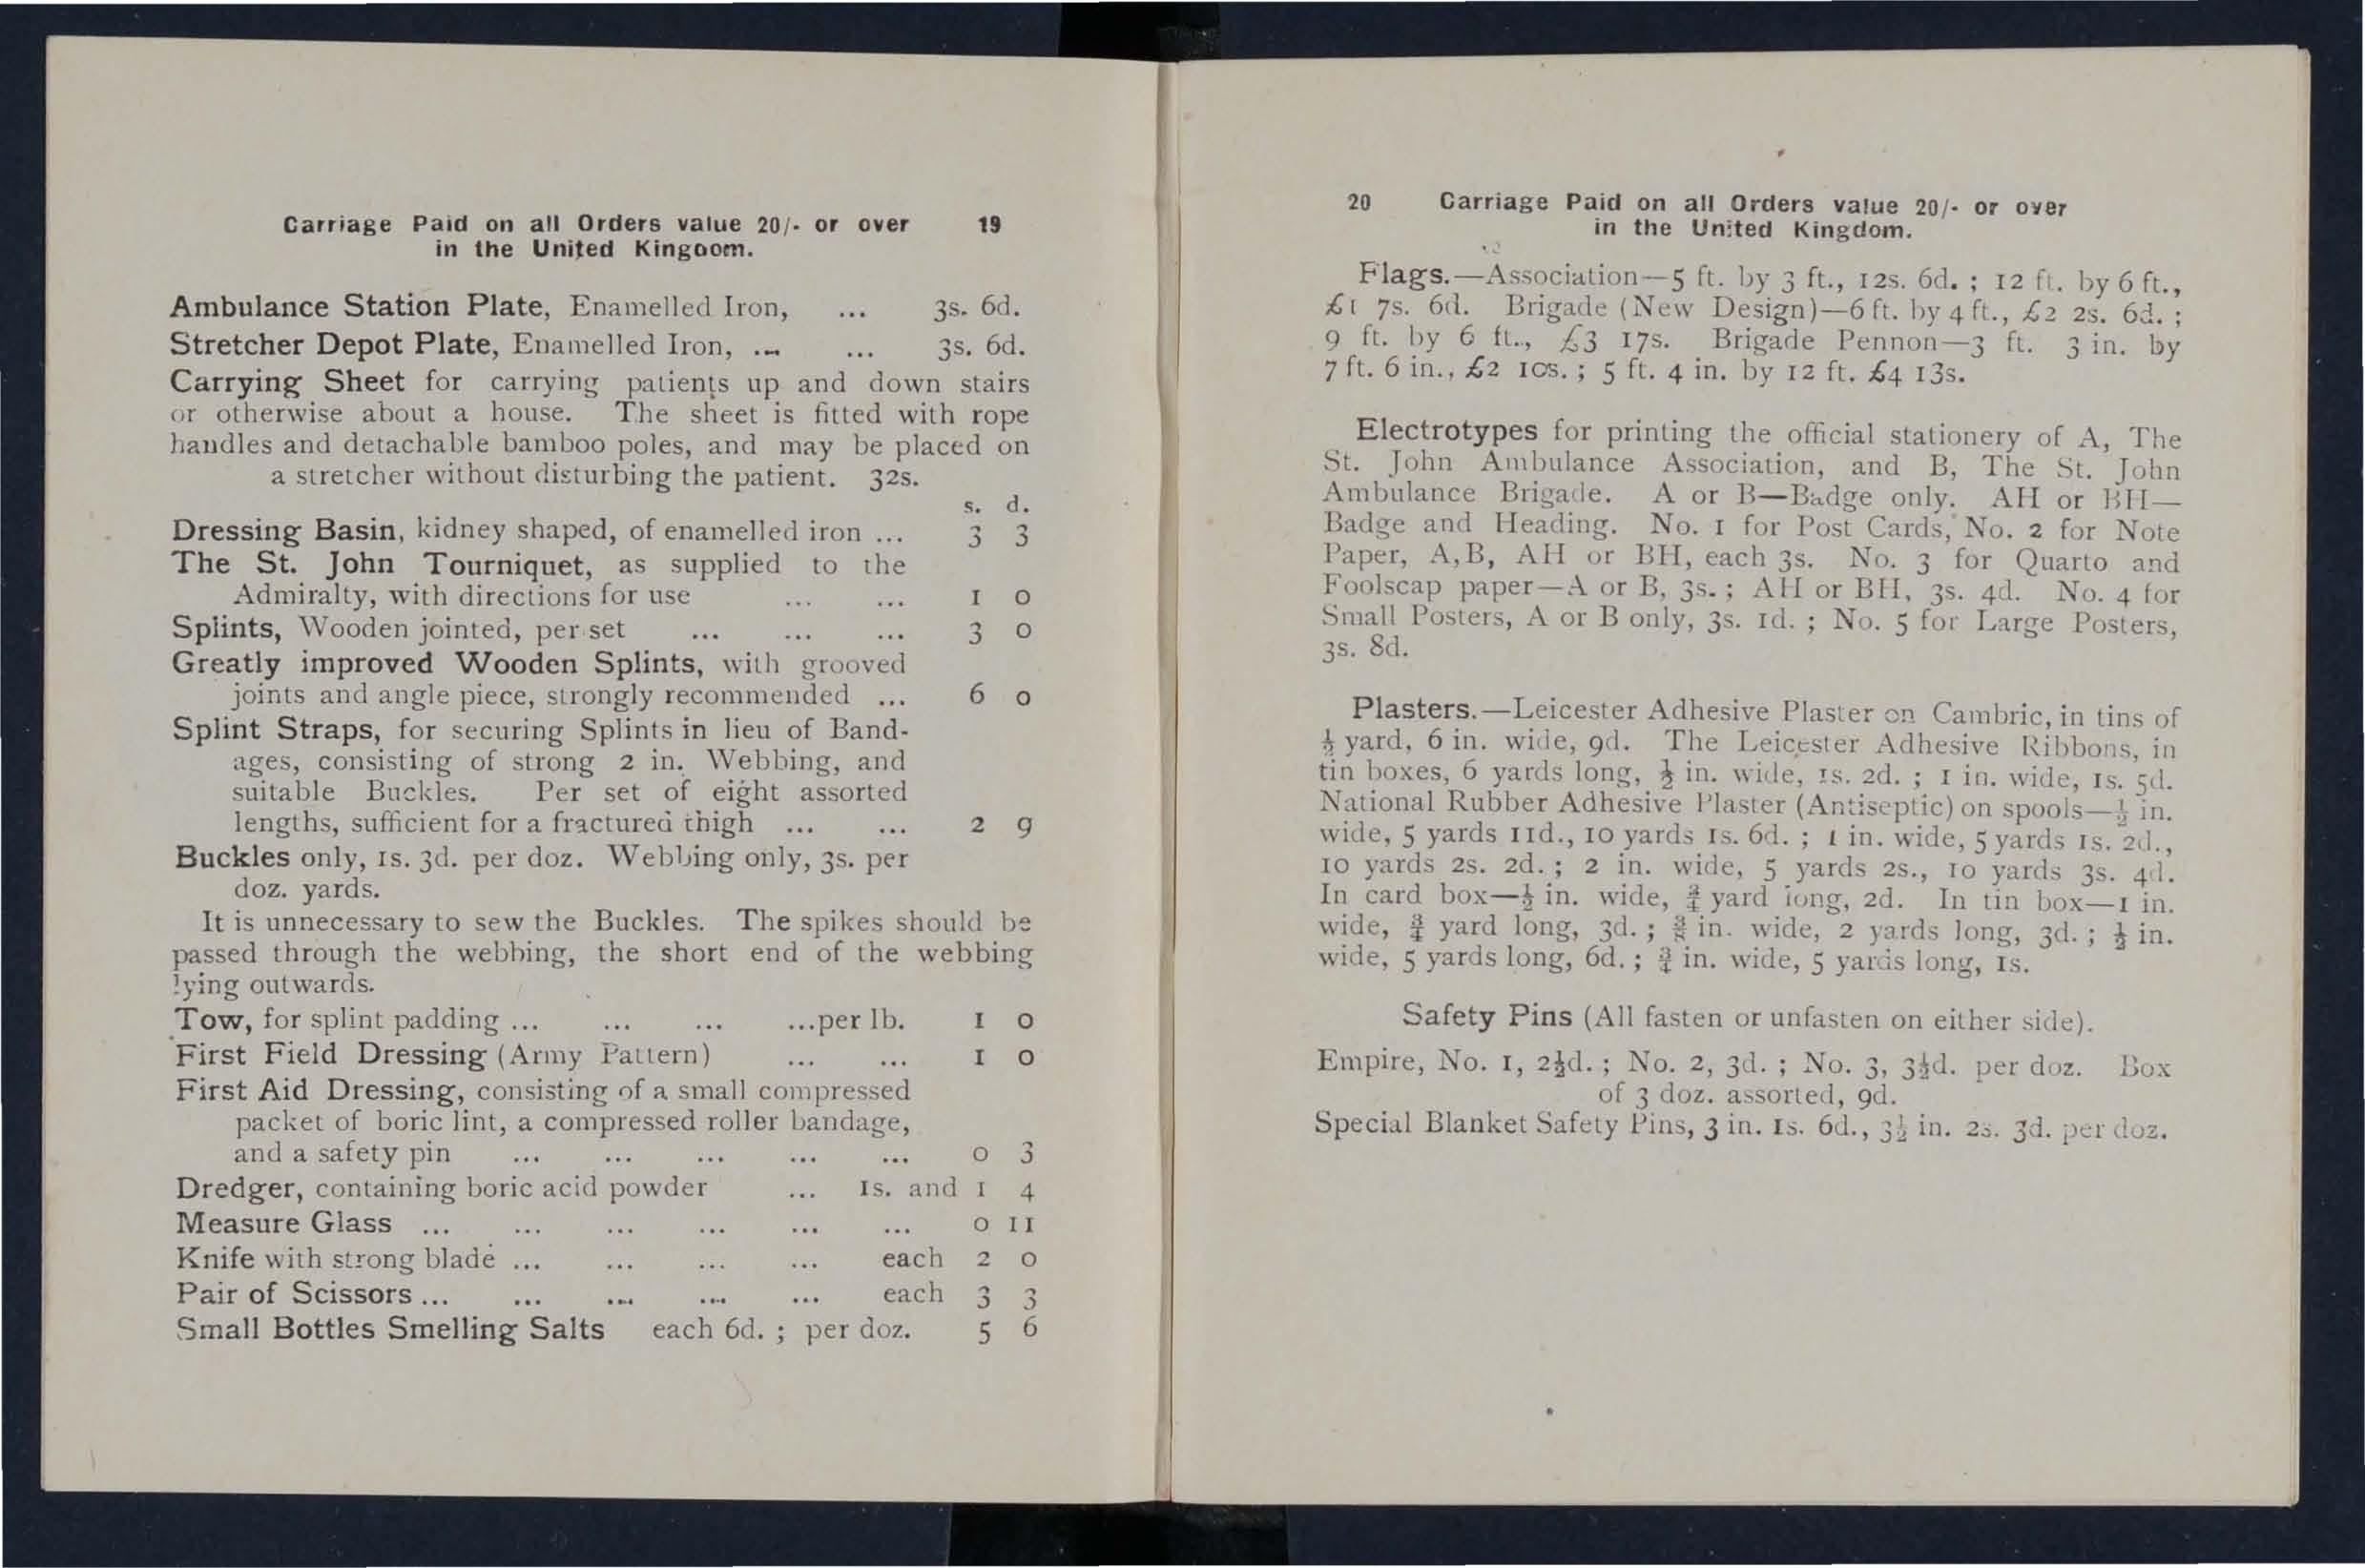 Carriage Paid on all Orders value 20/- or over 19
in the United Kingdom.
Ambulance Station Plate, Enamelled Iron, ... 3s. 6d.
Stretcher Depot Plate, Enamelled Iron, ... ... 3s. 6d.
Carrying Sheet for carrying patients up and down stairs
or otherwise about a house. The sheet is fitted with rope
handles and detachable bamboo poles, and may be placed on
a stretcher without disturbing the patient. 32s.
s. d.
Dressing Basin, kidney shaped, of enamelled iron ... 3 3
The St. John Tourniquet, as supplied to the
Admiralty, with directions for use ... ... 1 0
Splints, Wooden jointed, per set ... ... ... 3 0
Greatly improved Wooden Splints, with grooved
joints and angle piece, strongly recommended ... 6 0
Splint Straps, for securing Splints in lieu of Band-
ages, consisting of strong 2 in. Webbing, and
suitable Buckles. Per set of eight assorted
lengths, sufficient for a fractured thigh ... ... 2 9
Buckles only, 1s. 3d. per doz. Webbing only, 3s. per
doz. yards.
It is unnecessary to sew the Buckles. The spikes should be
passed through the webbing, the short end of the webbing
lying outwards.
Tow, for splint padding ... ... ... ...per lb. 1 0
First Field Dressing (Army Pattern) ... ... 1 0
First Aid Dressing, consisting of a small compressed
packet of boric lint, a compressed roller bandage,
and a safety pin ... ... ... ... ... 0 3
Dredger, containing boric acid powder ... 1s. and 1 4
Measure Glass ... ... ... ... ... ... 0 11
Knife with strong blade ... ... ... ... each 2 0
Pair of Scissors ... ... ... ... ... each 3 3
Small Bottles Smelling Salts each 6d. ; per doz. 5 6
20 Carriage Paid on all Orders value 20/- or over
in the United Kingdom.
Flags.—Association—5 ft. by 3 ft., 12s. 6d. ; 12 ft. by 6 ft.,
£1 7s. 6d. Brigade (New Design)—6 ft. by 4 ft., £2 2s. 6d. ;
9 ft. by 6 ft., £3 17s. Brigade Pennon—3 ft. 3 in. by
7 ft. 6 in., £2 10s. ; 5 ft. 4 in. by 12 ft. £4 13s.
Electrotypes for printing the official stationery of A, The
St. John Ambulance Association, and B, The St. John
Ambulance Brigade. A or B—Badge only. AH or BH—
Badge and Heading. No. 1 for Post Cards, No. 2 for Note
Paper, A,B, AH or BH, each 3s. No. 3 for Quarto and
Foolscap paper—A or B, 3s. ; AH or BH, 3s. 4d. No. 4 for
Small Posters, A or B only, 3s. 1d. ; No. 5 for Large Posters,
3s. 8d.
Plasters.—Leicester Adhesive Plaster on Cambric, in tins of
½ yard, 6 in. wide, 9d. The Leicester Adhesive Ribbons, in
tin boxes, 6 yards long, ½ in. wide, 1s. 2d. ; 1 in. wide, 1s. 5d.
National Rubber Adhesive Plaster (Antiseptic) on spools—½ in.
wide, 5 yards 11d., 10 yards 1s. 6d. ; 1 in. wide, 5 yards 1s. 2d.,
10 yards 2s. 2d. ; 2 in. wide, 5 yards 2s., 10 yards 3s. 4d.
In card box—½ in. wide, ¾ yard long, 2d. In tin box—1 in.
wide, ¾ yard long, 3d. ; ⅜ in. wide, 2 yards long, 3d. ; ½ in.
wide, 5 yards long, 6d. ; ¾ in. wide, 5 yards long, 1s.
Safety Pins (All fasten or unfasten on either side).
Empire, No. 1, 2½d. ; No. 2, 3d. ; No. 3, 3½d. per doz. Box
of 3 doz. assorted, 9d.
Special Blanket Safety Pins, 3 in. 1s. 6d., 3½ in. 2s. 3d. per doz.